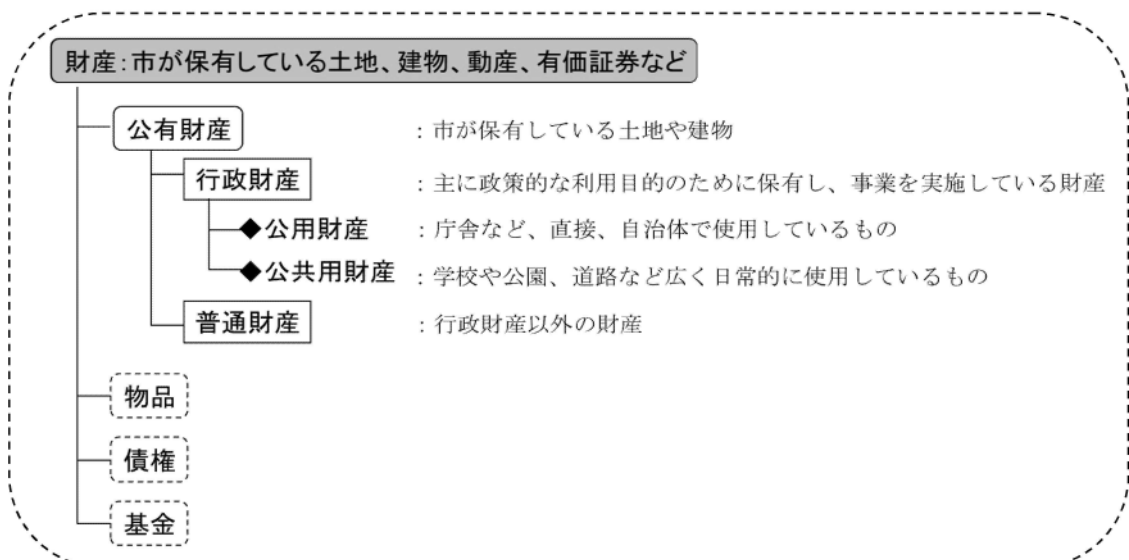 財産：市が保有している土地、建物、動産、有価証券など
公有財産 ：市が保有している土地や建物
行政財産 ：主に政策的な利用目的のために保有し、事業を実施している財産
◆公用財産 ：庁舎など、直接、自治体で使用しているもの
◆公共用財産 ：学校や公園、道路など広く日常的に使用しているもの
普通財産 ：行政財産以外の財産
物品
債権
基金